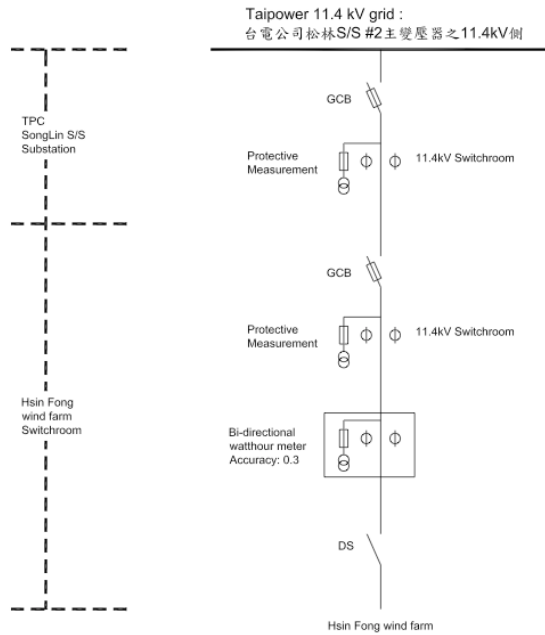 Taipower 11.4 kV grid :
台電公司松林S/S #2主變壓器之11.4kV側
GCB
TPC
SongLin S/S
Substation
Protective
Measurement
11.4kV Switchroom
GCB
Protective
Measurement
11.4kV Switchroom
Hsin Fong
wind farm
Switchroom
Bi-directional
watthour meter
Accuracy: 0.3
DS
Hsin Fong wind farm